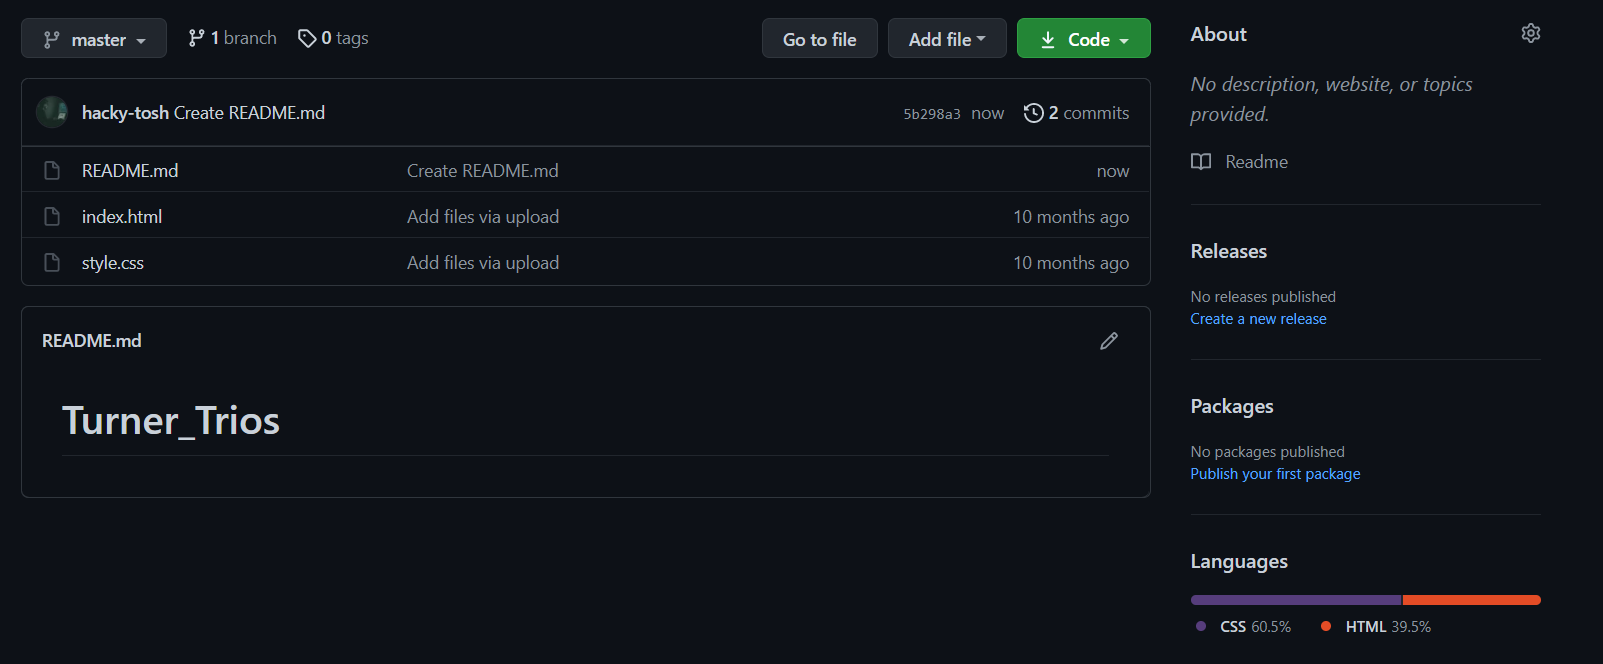 master 1 branch 0 tags Go to file Add file Code
hacky-tosh Create README.md 5b298a3 now 2 commits
README.md Create README.md now
index.html Add files via upload 10 months ago
style.css Add files via upload 10 months ago
README.md
Turner_Trios
About
No description, website, or topics
provided.
Readme
Releases
No releases published
Create a new release
Packages
No packages published
Publish your first package
Languages
CSS 60.5% HTML 39.5%